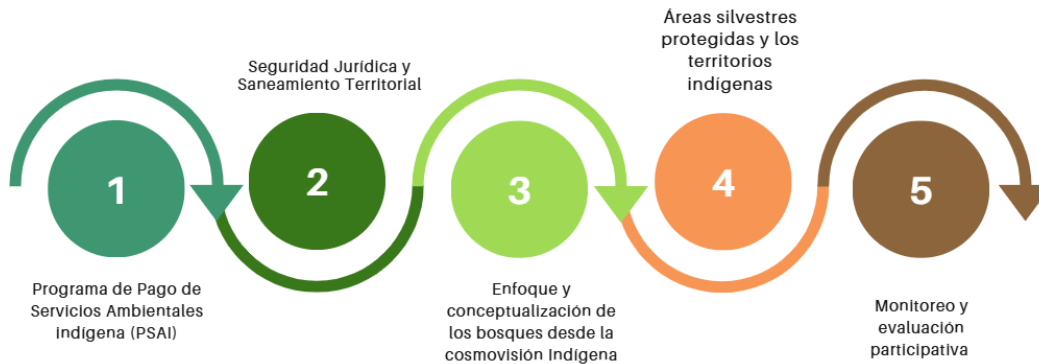 1
Programa de Pago de
Servicios Ambientales
indígena (PSAI)
Seguridad Jurídica y
Saneamiento Territorial
2
3
Enfoque y
conceptualización de
los bosques desde la
cosmovisión Indígena
Áreas silvestres
protegidas y los
territorios
indígenas
4
5
Monitoreo y
evaluación
participativa